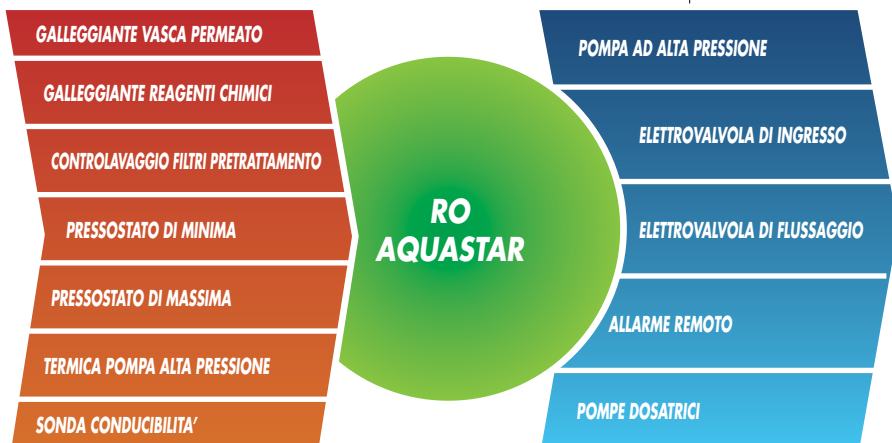 GALLEGGIANTE VASCA PERMEATO
GALLEGGIANTE REAGENTI CHIMICI
CONTROLAVAGGIO FILTRI PRETRATTAMENTO
PRESSOSTATO DI MINIMA
PRESSOSTATO DI MASSIMA
TERMICA POMPA ALTA PRESSIONE
SONDA CONDUCIBILITA’
RO
AQUASTAR
POMPA AD ALTA PRESSIONE
ELETTROVALVOLA DI INGRESSO
ELETTROVALVOLA DI FLUSSAGGIO
ALLARME REMOTO
POMPE DOSATRICI